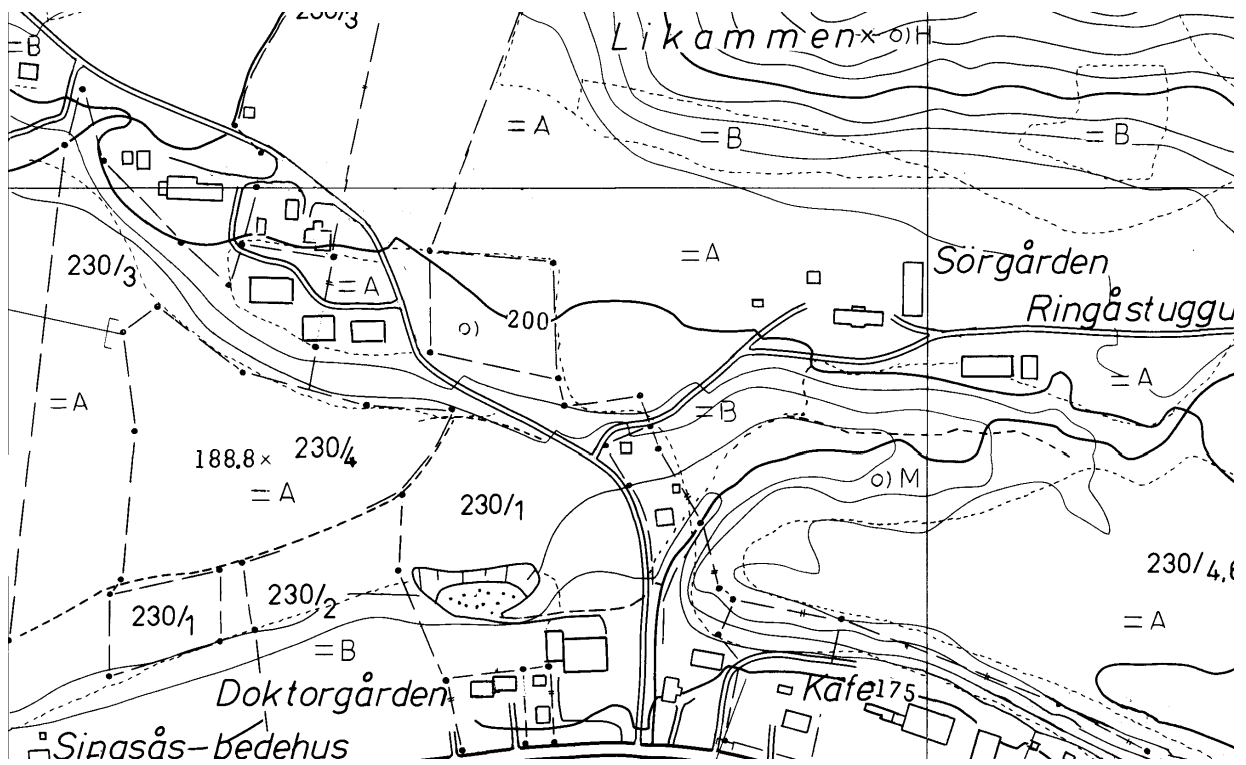 230/3
Likammen × o) H
= B
= A
= B
= B
= A
Sørgården
230/3
= A
Ringåstuggu
200
o)
= A
= A
= B
188.8 ×
230/4
= A
o) M
230/1
230/4,6
230/2
230/1
= A
= B
Doktorgården
Kafe
175
Singsås-bedehus